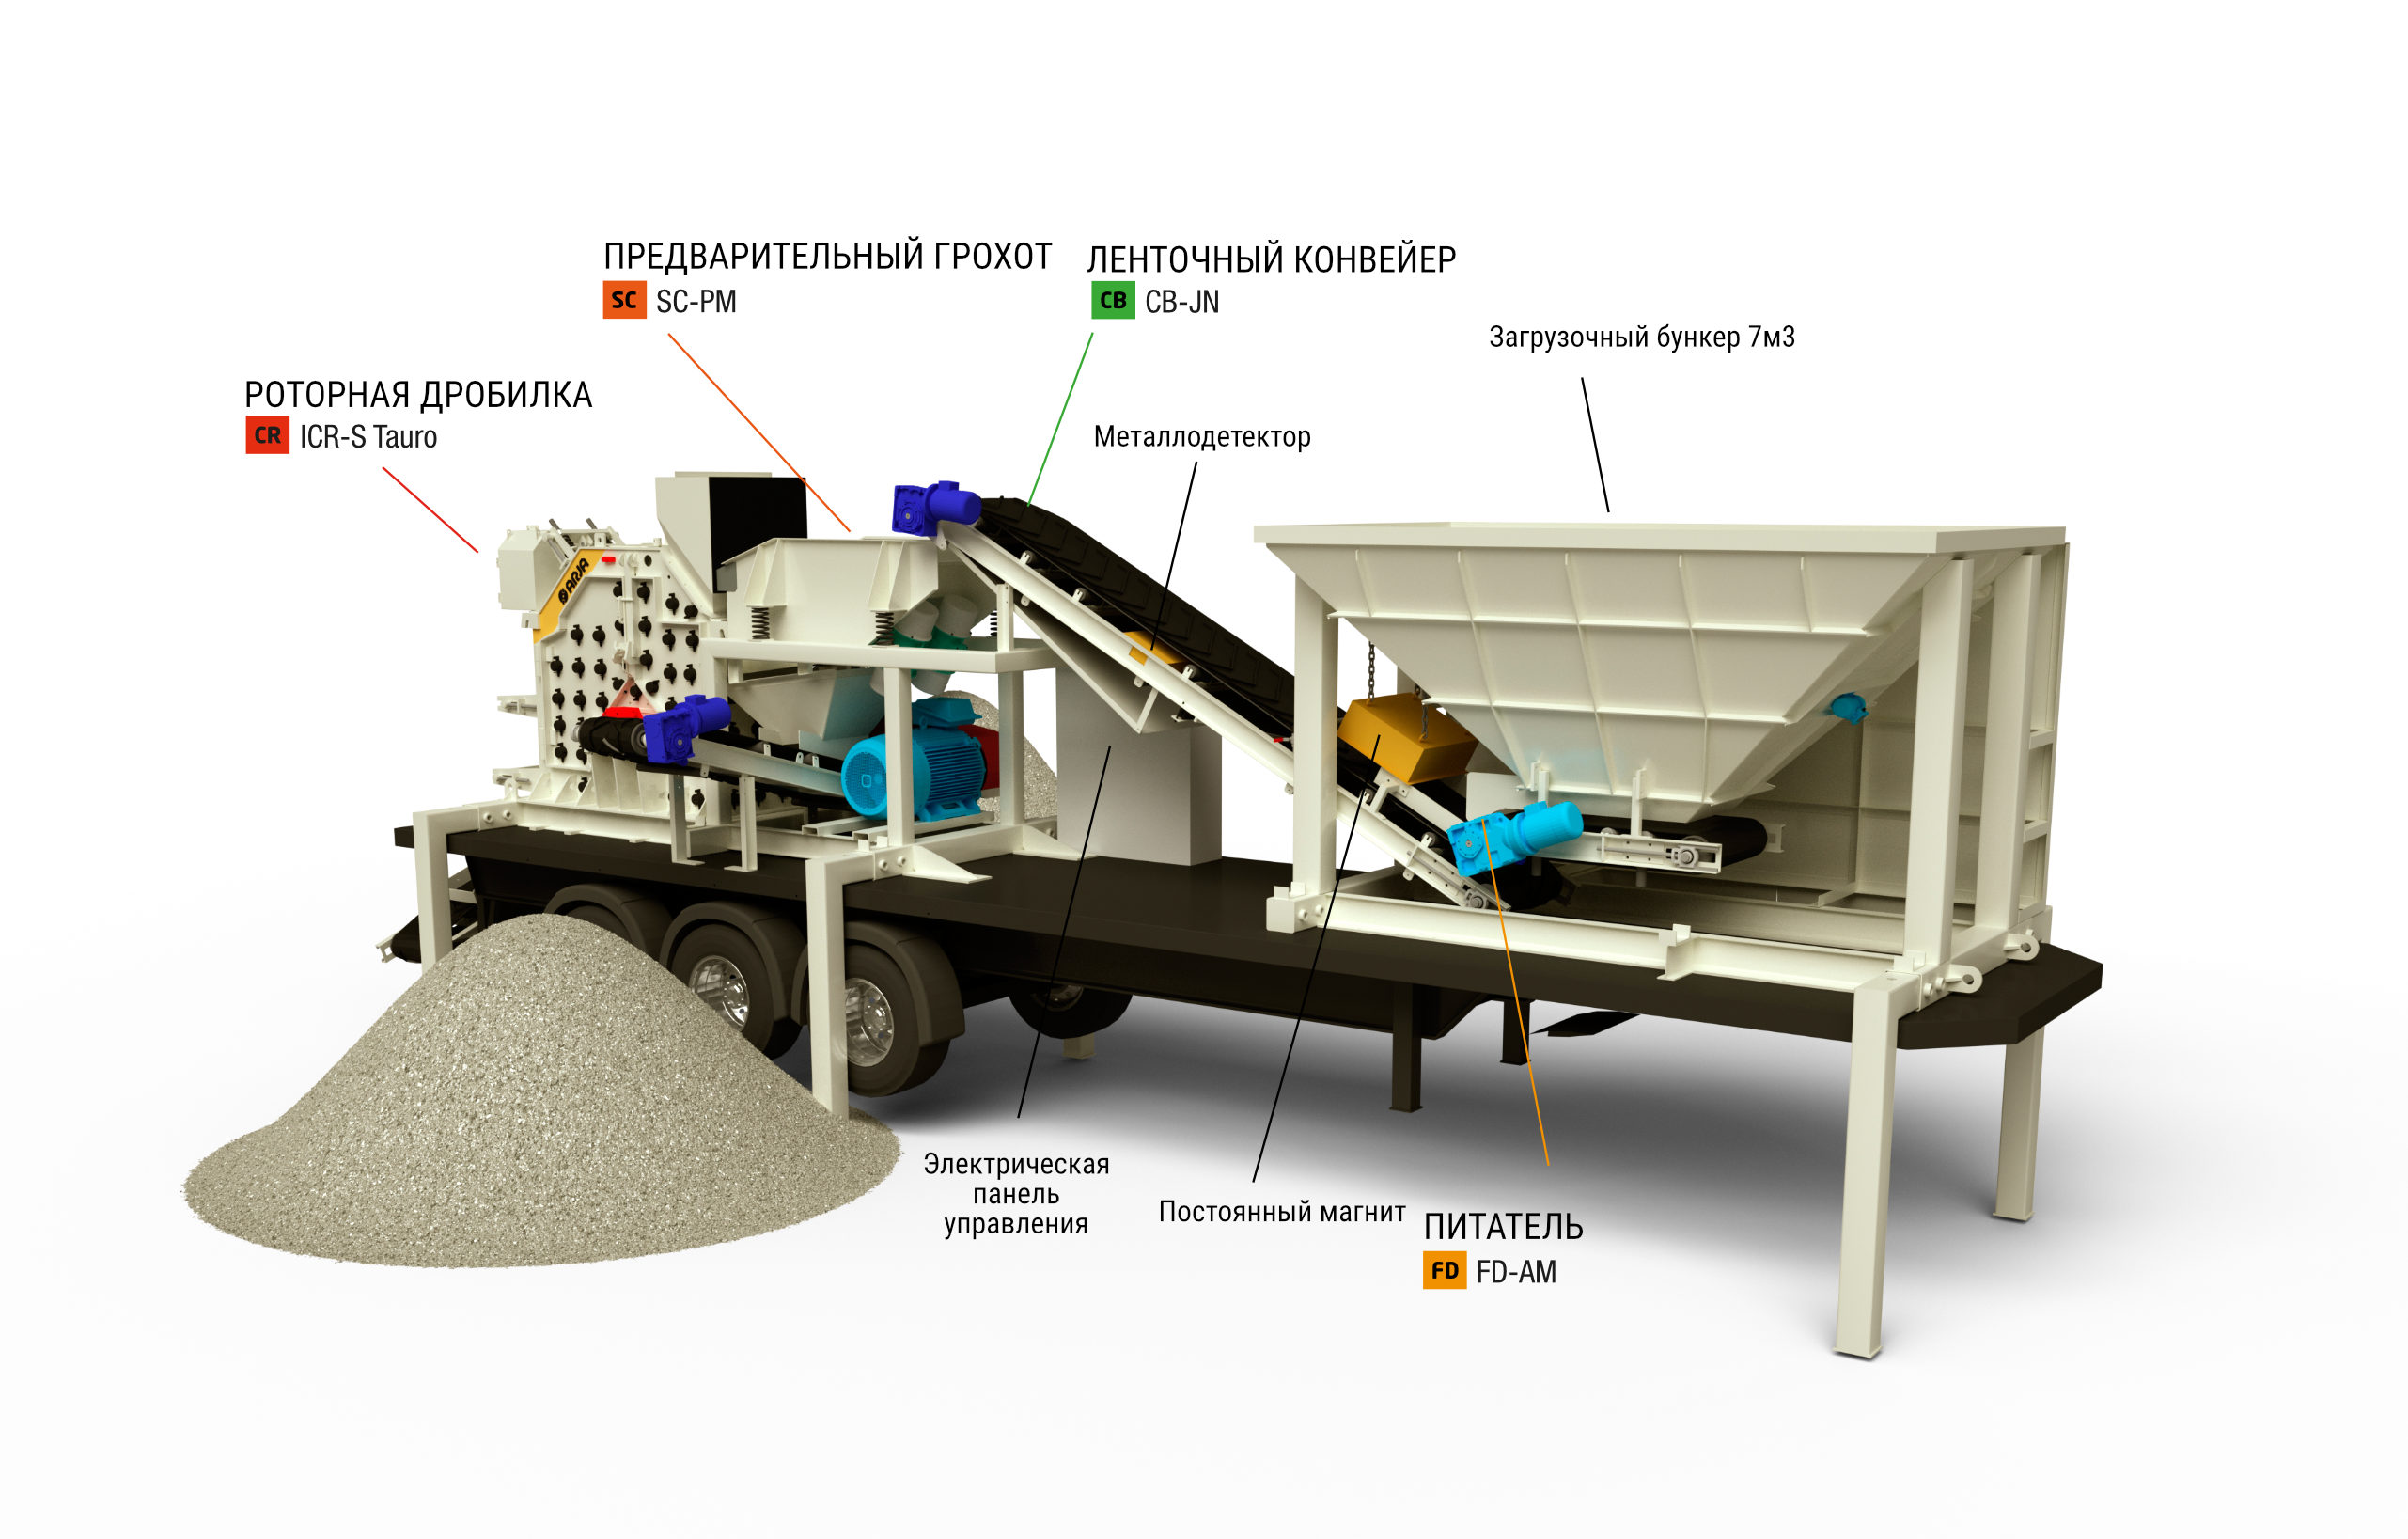 ПРЕДВАРИТЕЛЬНЫЙ ГРОХОТ
SC SC-PM
ЛЕНТОЧНЫЙ КОНВЕЙЕР
CB CB-JN
Загрузочный бункер 7м3
РОТОРНАЯ ДРОБИЛКА
CR ICR-S Tauro
Металлодетектор
ARJA
Электрическая
панель
управления
Постоянный магнит
ПИТАТЕЛЬ
FD FD-AM